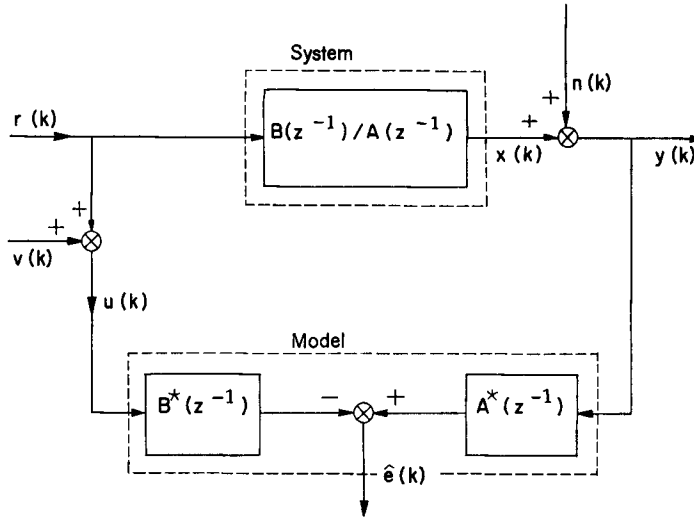 System
n(k)
+
r(k)
B(z⁻¹)/A(z⁻¹)
+
x(k)
y(k)
+
+
v(k)
u(k)
Model
B*(z⁻¹)
−
+
A*(z⁻¹)
ê(k)